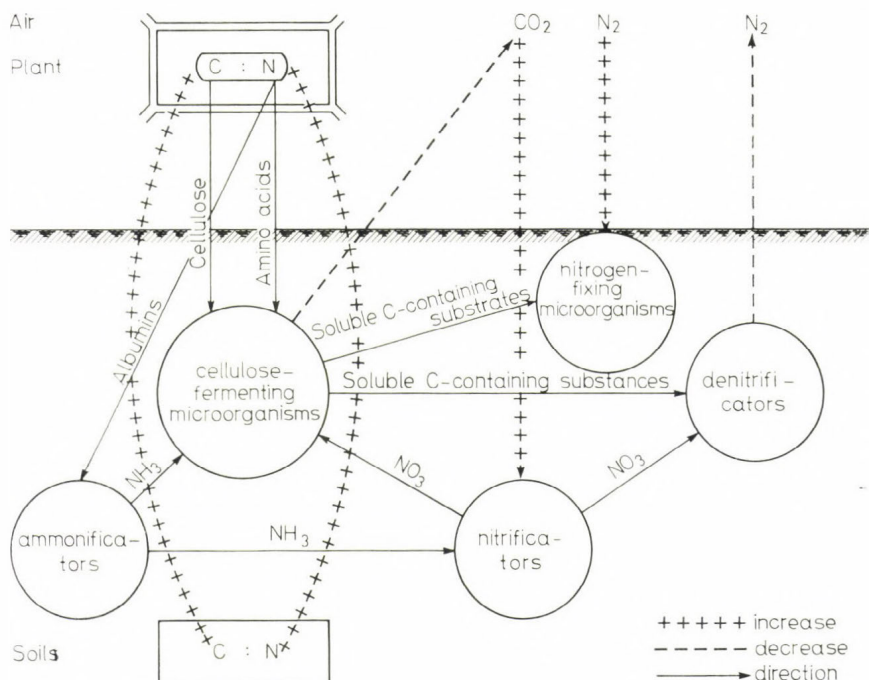 Air
CO2
N2
N2
Plant
C : N
Cellulose
Amino acids
Albumins
nitrogen-
fixing
microorganisms
Soluble C-containing
substrates
cellulose-
fermenting
microorganisms
Soluble C-containing substances
denitrifi-
cators
NH3
NO3
NO3
ammonifica-
tors
NH3
nitrifica-
tors
Soils
C : N
+++++ increase
decrease
direction